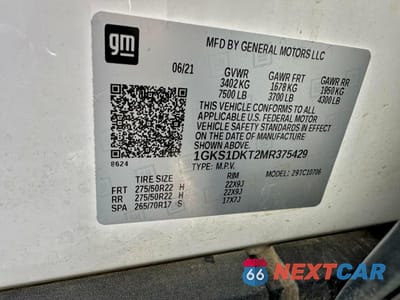 gm
MFD BY GENERAL MOTORS LLC
06/21 GVWR GAWR FRT GAWR RR
3402 KG 1678 KG 1950 KG
7500 LB 3700 LB 4300 LB
THIS VEHICLE CONFORMS TO ALL
APPLICABLE U.S. FEDERAL MOTOR
VEHICLE SAFETY STANDARDS IN EFFECT
ON THE DATE OF MANUFACTURE
SHOWN ABOVE.
1GKS1DKT2MR375429
TYPE: M.P.V. MODEL: 29TC10706
8624
TIRE SIZE RIM
FRT 275/50R22 H 22X9J
RR 275/50R22 H 22X9J
SPA 265/70R17 S 17X7J
66 NEXTCAR